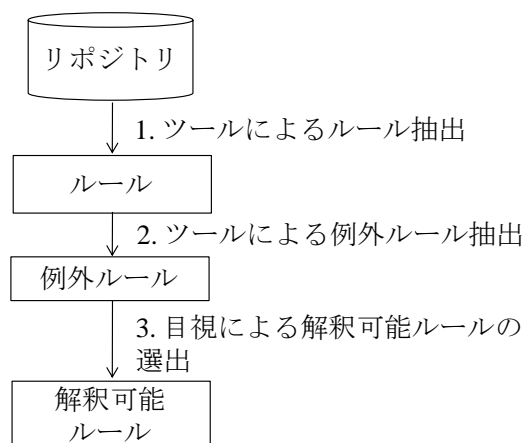 リポジトリ
1. ツールによるルール抽出
ルール
2. ツールによる例外ルール抽出
例外ルール
3. 目視による解釈可能ルールの
選出
解釈可能
ルール